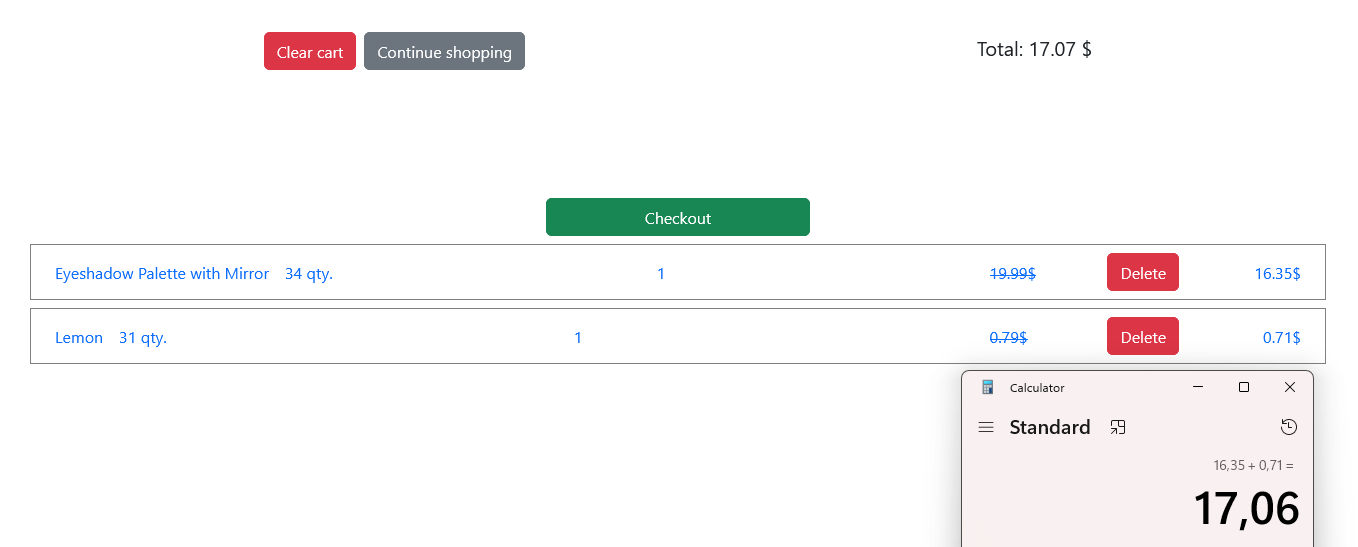 Clear cart Continue shopping Total: 17.07 $
Checkout
Eyeshadow Palette with Mirror 34 qty. 1 19.99$ Delete 16.35$
Lemon 31 qty. 1 0.79$ Delete 0.71$
Calculator
Standard
16,35 + 0,71 =
17,06